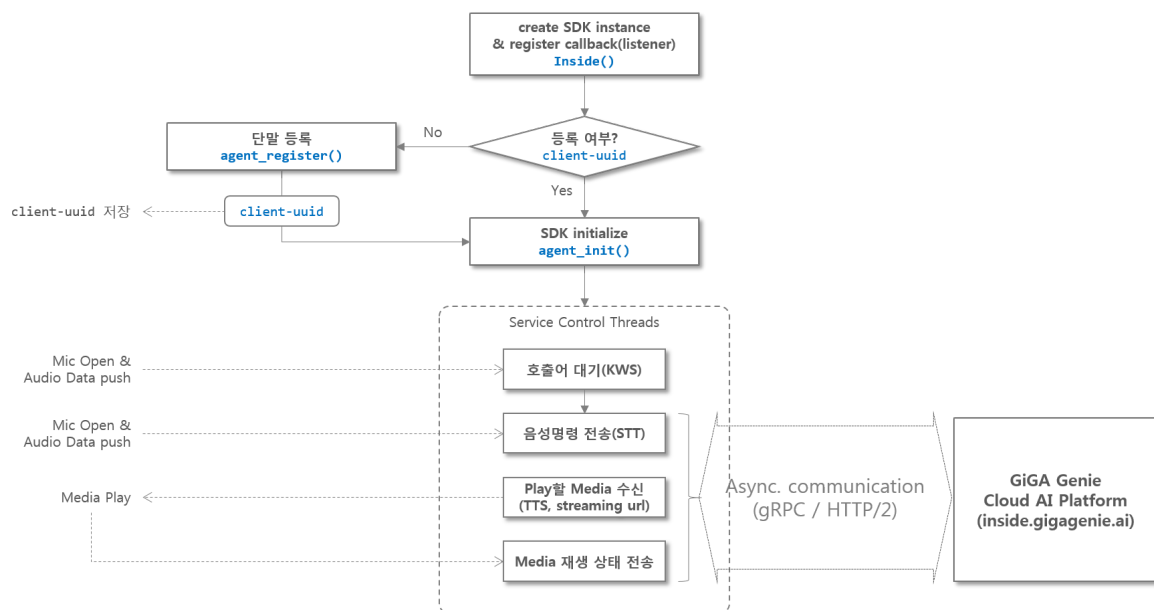 create SDK instance
& register callback(listener)
Inside()
단말 등록
agent_register()
No
등록 여부?
client-uuid
Yes
client-uuid 저장
client-uuid
SDK initialize
agent_init()
Service Control Threads
Mic Open &
Audio Data push
호출어 대기(KWS)
Mic Open &
Audio Data push
음성명령 전송(STT)
Media Play
Play할 Media 수신
(TTS, streaming url)
Media 재생 상태 전송
Async. communication
(gRPC / HTTP/2)
GiGA Genie
Cloud AI Platform
(inside.gigagenie.ai)